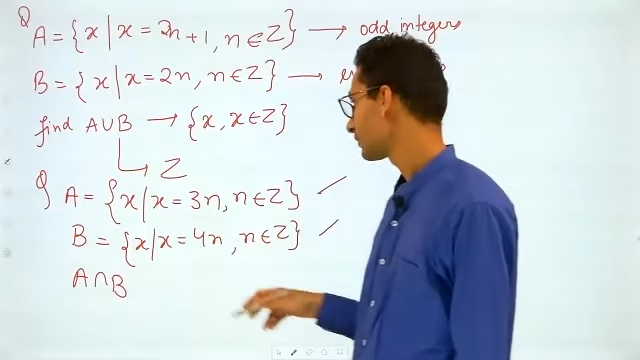 Q A = {x | x = 2n+1, n ∈ Z} → odd integers
B = {x | x = 2n, n ∈ Z} →
find A∪B → {x, x ∈ Z}
Z
Q A = {x | x = 3n, n ∈ Z}
B = {x | x = 4n, n ∈ Z}
A∩B